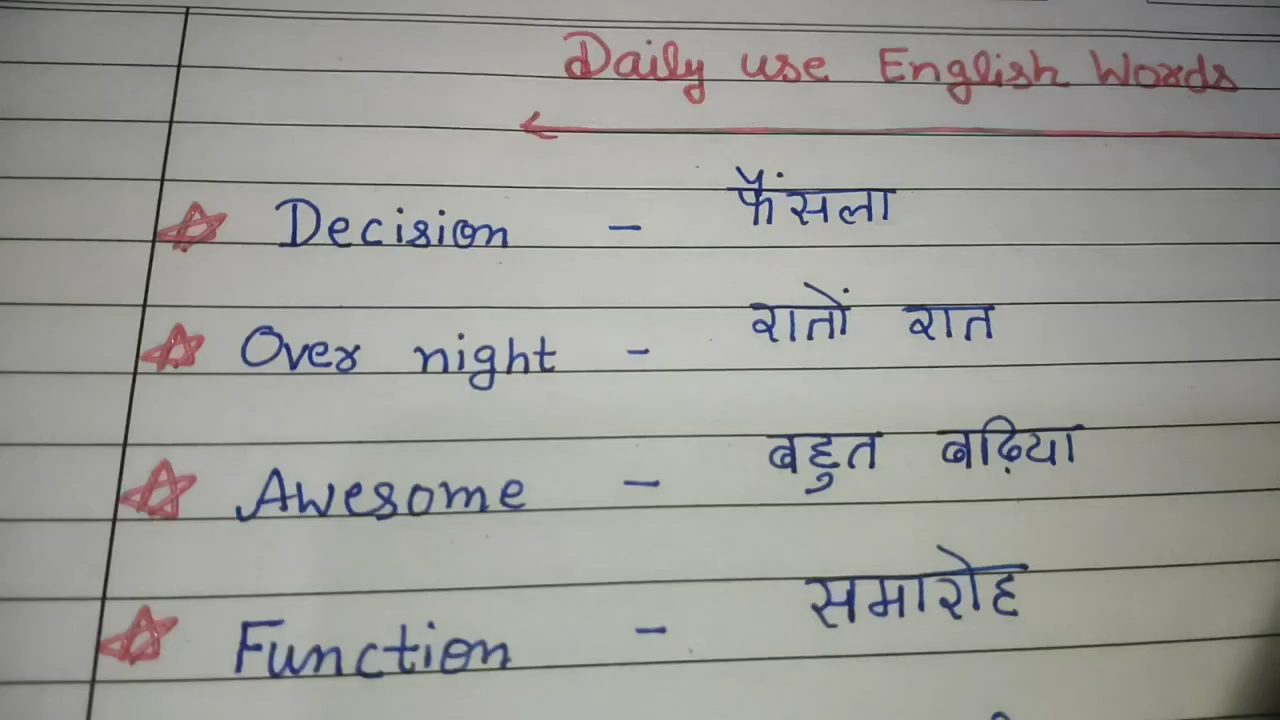 Daily use English Words
Decision - फैंसला
Over night - रातों रात
Awesome - बहुत बढ़िया
Function - समारोह